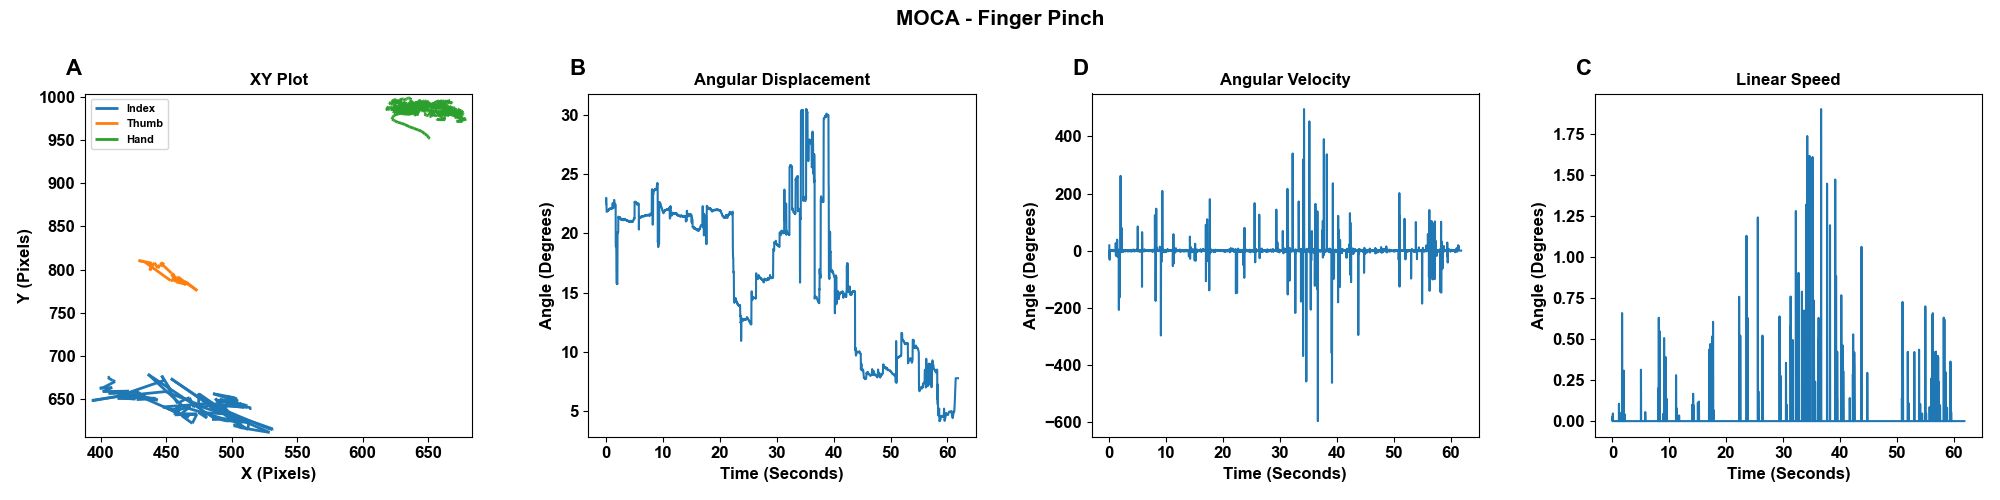 MOCA - Finger Pinch
A
XY Plot
Index
Thumb
Hand
1000
950
900
850
800
750
700
650
Y (Pixels)
400
450
500
550
600
650
X (Pixels)
B
Angular Displacement
30
25
20
15
10
5
Angle (Degrees)
0
10
20
30
40
50
60
Time (Seconds)
D
Angular Velocity
400
200
0
−200
−400
−600
Angle (Degrees)
0
10
20
30
40
50
60
Time (Seconds)
C
Linear Speed
1.75
1.50
1.25
1.00
0.75
0.50
0.25
0.00
Angle (Degrees)
0
10
20
30
40
50
60
Time (Seconds)